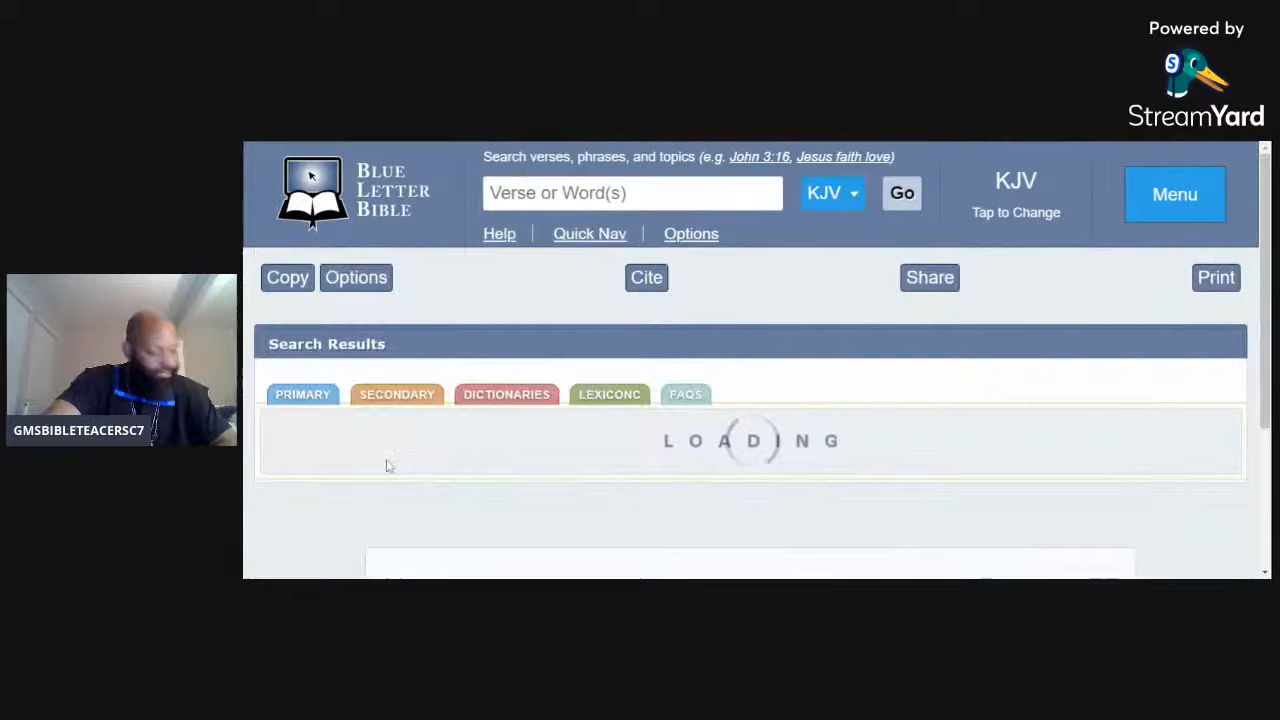 Powered by
S
StreamYard
BLUE
LETTER
BIBLE
Search verses, phrases, and topics (e.g. John 3:16, Jesus faith love)
Verse or Word(s)
KJV
Go
KJV
Tap to Change
Menu
Help
Quick Nav
Options
Copy
Options
Cite
Share
Print
Search Results
PRIMARY
SECONDARY
DICTIONARIES
LEXICONC
FAQS
LOADING
GMSBIBLETEACERSC7